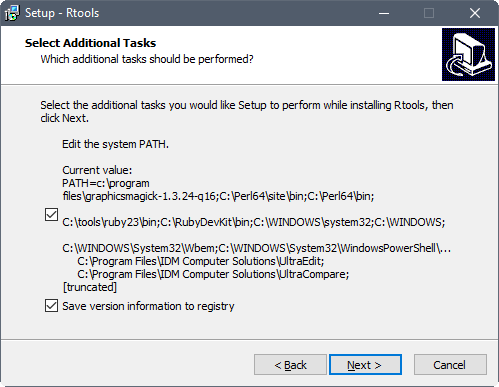 Setup - Rtools
Select Additional Tasks
Which additional tasks should be performed?
Select the additional tasks you would like Setup to perform while installing Rtools, then
click Next.
Edit the system PATH.
Current value:
PATH=c:\program
files\graphicsmagick-1.3.24-q16;C:\Perl64\site\bin;C:\Perl64\bin;
C:\tools\ruby23\bin;C:\RubyDevKit\bin;C:\WINDOWS\system32;C:\WINDOWS;
C:\WINDOWS\System32\Wbem;C:\WINDOWS\System32\WindowsPowerShell\...
C:\Program Files\IDM Computer Solutions\UltraEdit;
C:\Program Files\IDM Computer Solutions\UltraCompare;
[truncated]
Save version information to registry
< Back
Next >
Cancel